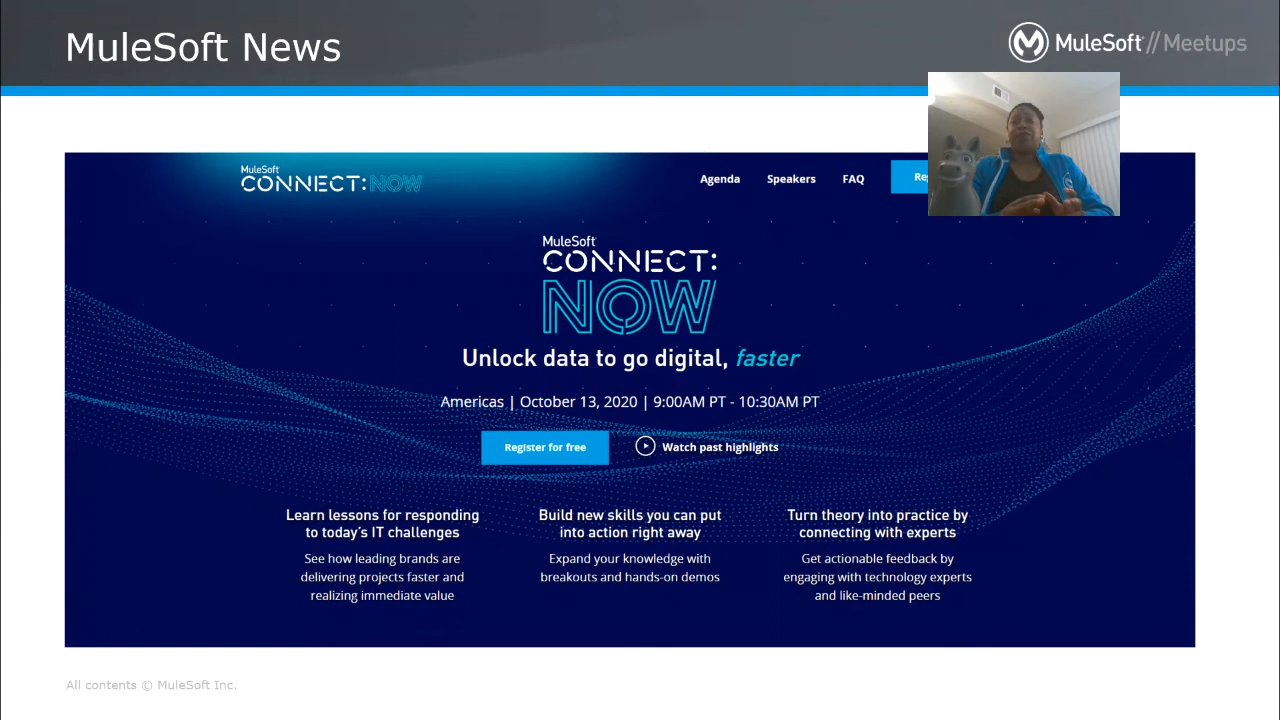 MuleSoft News
MuleSoft // Meetups
MuleSoft
CONNECT:NOW
Agenda
Speakers
FAQ
MuleSoft
CONNECT:
NOW
Unlock data to go digital, faster
Americas | October 13, 2020 | 9:00AM PT - 10:30AM PT
Register for free
Watch past highlights
Learn lessons for responding
to today's IT challenges
See how leading brands are
delivering projects faster and
realizing immediate value
Build new skills you can put
into action right away
Expand your knowledge with
breakouts and hands-on demos
Turn theory into practice by
connecting with experts
Get actionable feedback by
engaging with technology experts
and like-minded peers
All contents © MuleSoft Inc.